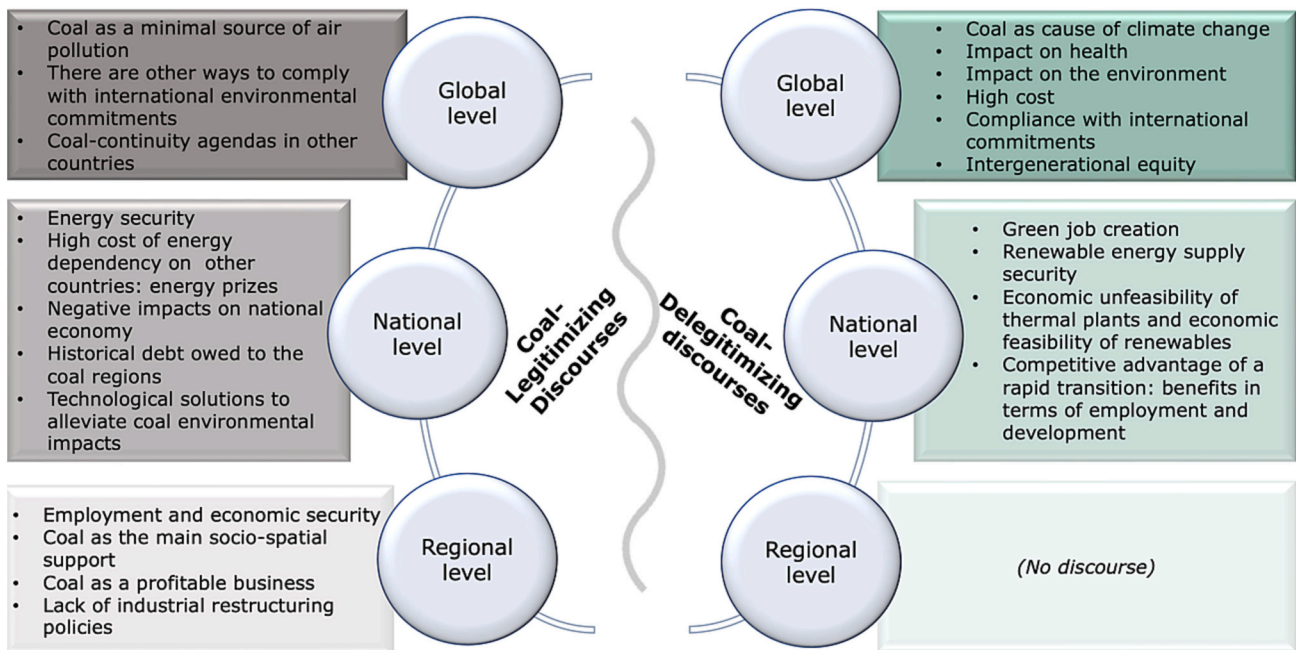 • Coal as a minimal source of air
pollution
• There are other ways to comply
with international environmental
commitments
• Coal-continuity agendas in other
countries
Global
level
• Energy security
• High cost of energy
dependency on other
countries: energy prizes
• Negative impacts on national
economy
• Historical debt owed to the
coal regions
• Technological solutions to
alleviate coal environmental
impacts
National
level
• Employment and economic security
• Coal as the main socio-spatial
support
• Coal as a profitable business
• Lack of industrial restructuring
policies
Regional
level
Coal-
Legitimizing
Discourses
Coal-
Delegitimizing
discourses
Global
level
• Coal as cause of climate change
• Impact on health
• Impact on the environment
• High cost
• Compliance with international
commitments
• Intergenerational equity
National
level
• Green job creation
• Renewable energy supply
security
• Economic unfeasibility of
thermal plants and economic
feasibility of renewables
• Competitive advantage of a
rapid transition: benefits in
terms of employment and
development
Regional
level
(No discourse)